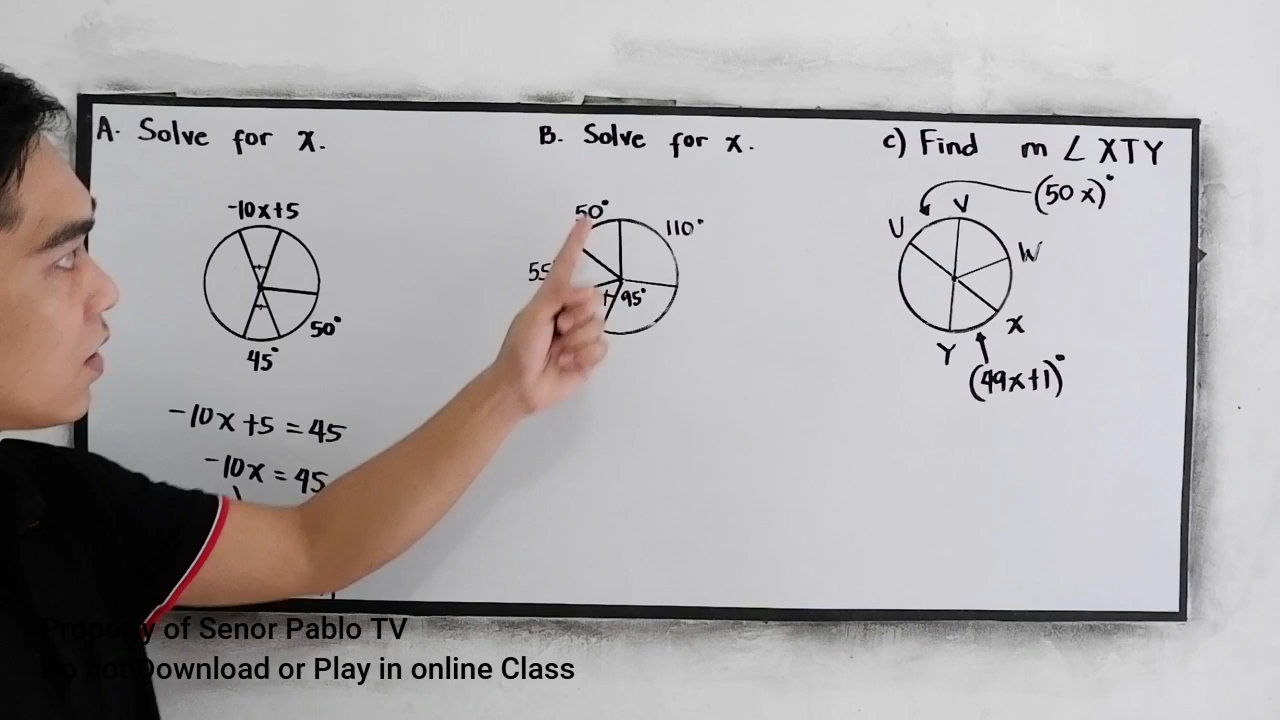 A. Solve for x.
-10x+5
50°
45°
-10x+5 = 45
-10x = 45
B. Solve for x.
50°
110°
55
95°
c) Find m ∠ XTY
(50x)°
U
V
W
X
Y
(49x+1)°
Property of Senor Pablo TV
Do not Download or Play in online Class